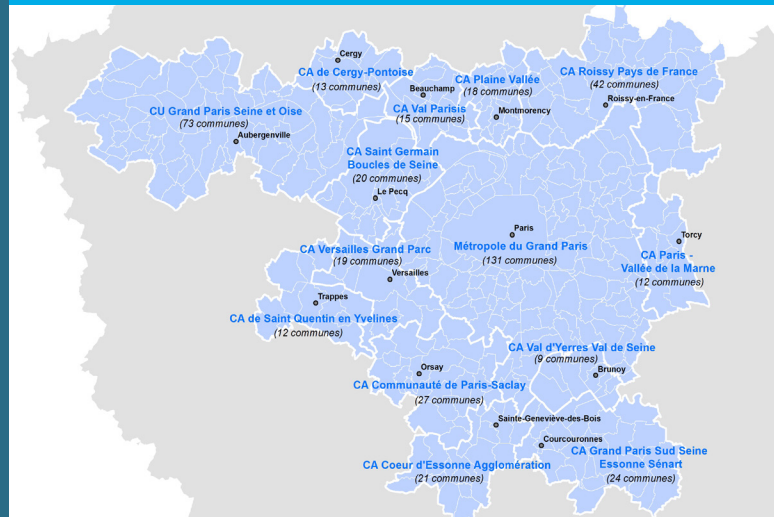 Cergy
CA de Cergy-Pontoise
(13 communes)
Beauchamp
CA Val Parisis
(15 communes)
CA Plaine Vallée
(18 communes)
Montmorency
CA Roissy Pays de France
(42 communes)
Roissy-en-France
CU Grand Paris Seine et Oise
(73 communes)
Aubergenville
CA Saint Germain
Boucles de Seine
(20 communes)
Le Pecq
Paris
Métropole du Grand Paris
(131 communes)
Torcy
CA Paris -
Vallée de la Marne
(12 communes)
CA Versailles Grand Parc
(19 communes)
Versailles
Trappes
CA de Saint Quentin en Yvelines
(12 communes)
CA Val d'Yerres Val de Seine
(9 communes)
Brunoy
Orsay
CA Communauté de Paris-Saclay
(27 communes)
Sainte-Geneviève-des-Bois
Courcouronnes
CA Grand Paris Sud Seine
Essonne Sénart
(24 communes)
CA Coeur d'Essonne Agglomération
(21 communes)